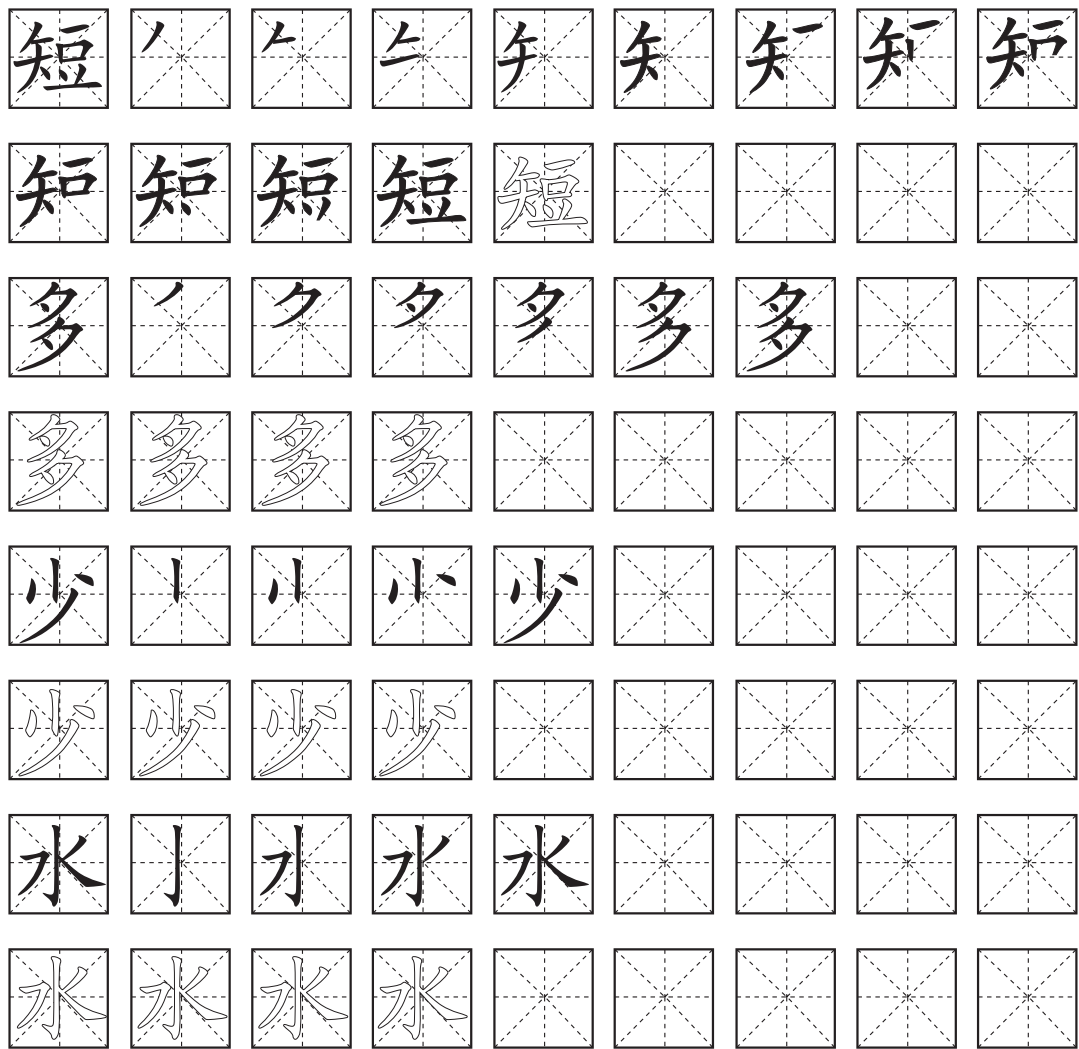 短
短 短
多 多
多 多 多 多
少 少
少 少 少 少
水 水
水 水 水 水